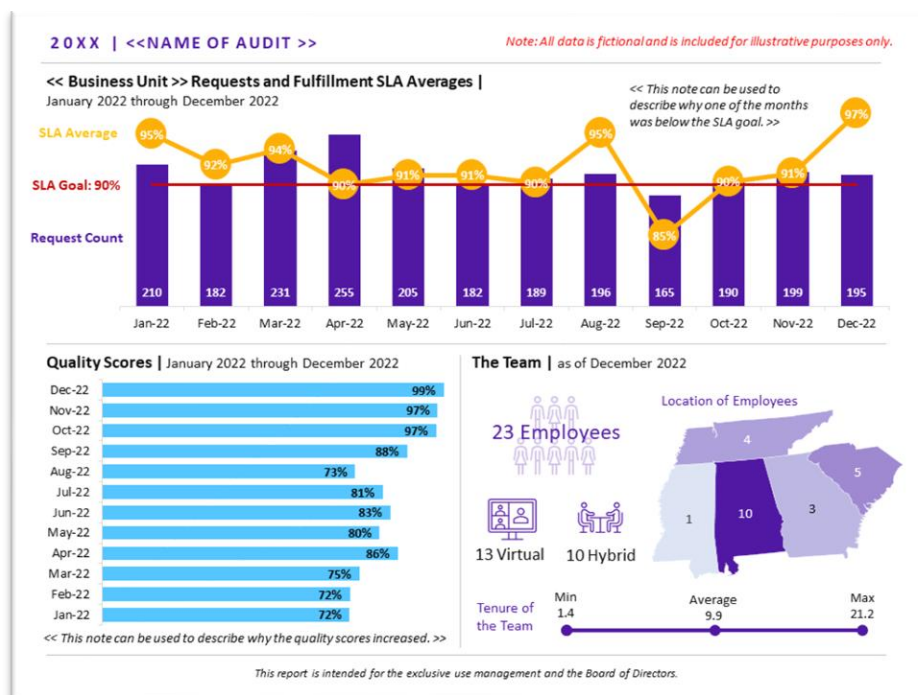 20XX | <<NAME OF AUDIT >>
Note: All data is fictional and is included for illustrative purposes only.
<< Business Unit >> Requests and Fulfillment SLA Averages |
January 2022 through December 2022
<< This note can be used to
describe why one of the months
was below the SLA goal. >>
SLA Average
SLA Goal: 90%
Request Count
95% 92% 94% 90% 91% 91% 90% 95% 85% 90% 91% 97%
210 182 231 255 205 182 189 196 165 190 199 195
Jan-22 Feb-22 Mar-22 Apr-22 May-22 Jun-22 Jul-22 Aug-22 Sep-22 Oct-22 Nov-22 Dec-22
Quality Scores | January 2022 through December 2022
Dec-22 99%
Nov-22 97%
Oct-22 97%
Sep-22 88%
Aug-22 73%
Jul-22 81%
Jun-22 83%
May-22 80%
Apr-22 86%
Mar-22 75%
Feb-22 72%
Jan-22 72%
<< This note can be used to describe why the quality scores increased. >>
The Team | as of December 2022
23 Employees
13 Virtual
10 Hybrid
Location of Employees
4
5
1
10
3
Tenure of
the Team
Min
1.4
Average
9.9
Max
21.2
This report is intended for the exclusive use management and the Board of Directors.